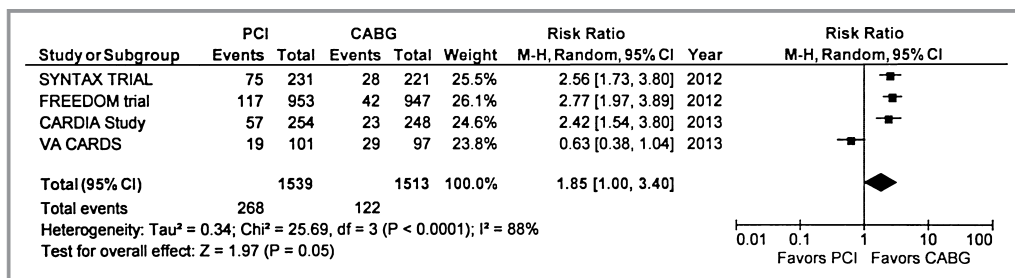 PCI CABG Risk Ratio Risk Ratio
Study or Subgroup Events Total Events Total Weight M-H, Random, 95% CI Year M-H, Random, 95% CI
SYNTAX TRIAL 75 231 28 221 25.5% 2.56 [1.73, 3.80] 2012
FREEDOM trial 117 953 42 947 26.1% 2.77 [1.97, 3.89] 2012
CARDIA Study 57 254 23 248 24.6% 2.42 [1.54, 3.80] 2013
VA CARDS 19 101 29 97 23.8% 0.63 [0.38, 1.04] 2013
Total (95% CI) 1539 1513 100.0% 1.85 [1.00, 3.40]
Total events 268 122
Heterogeneity: Tau² = 0.34; Chi² = 25.69, df = 3 (P < 0.0001); I² = 88%
Test for overall effect: Z = 1.97 (P = 0.05)
0.01 0.1 1 10 100
Favors PCI Favors CABG